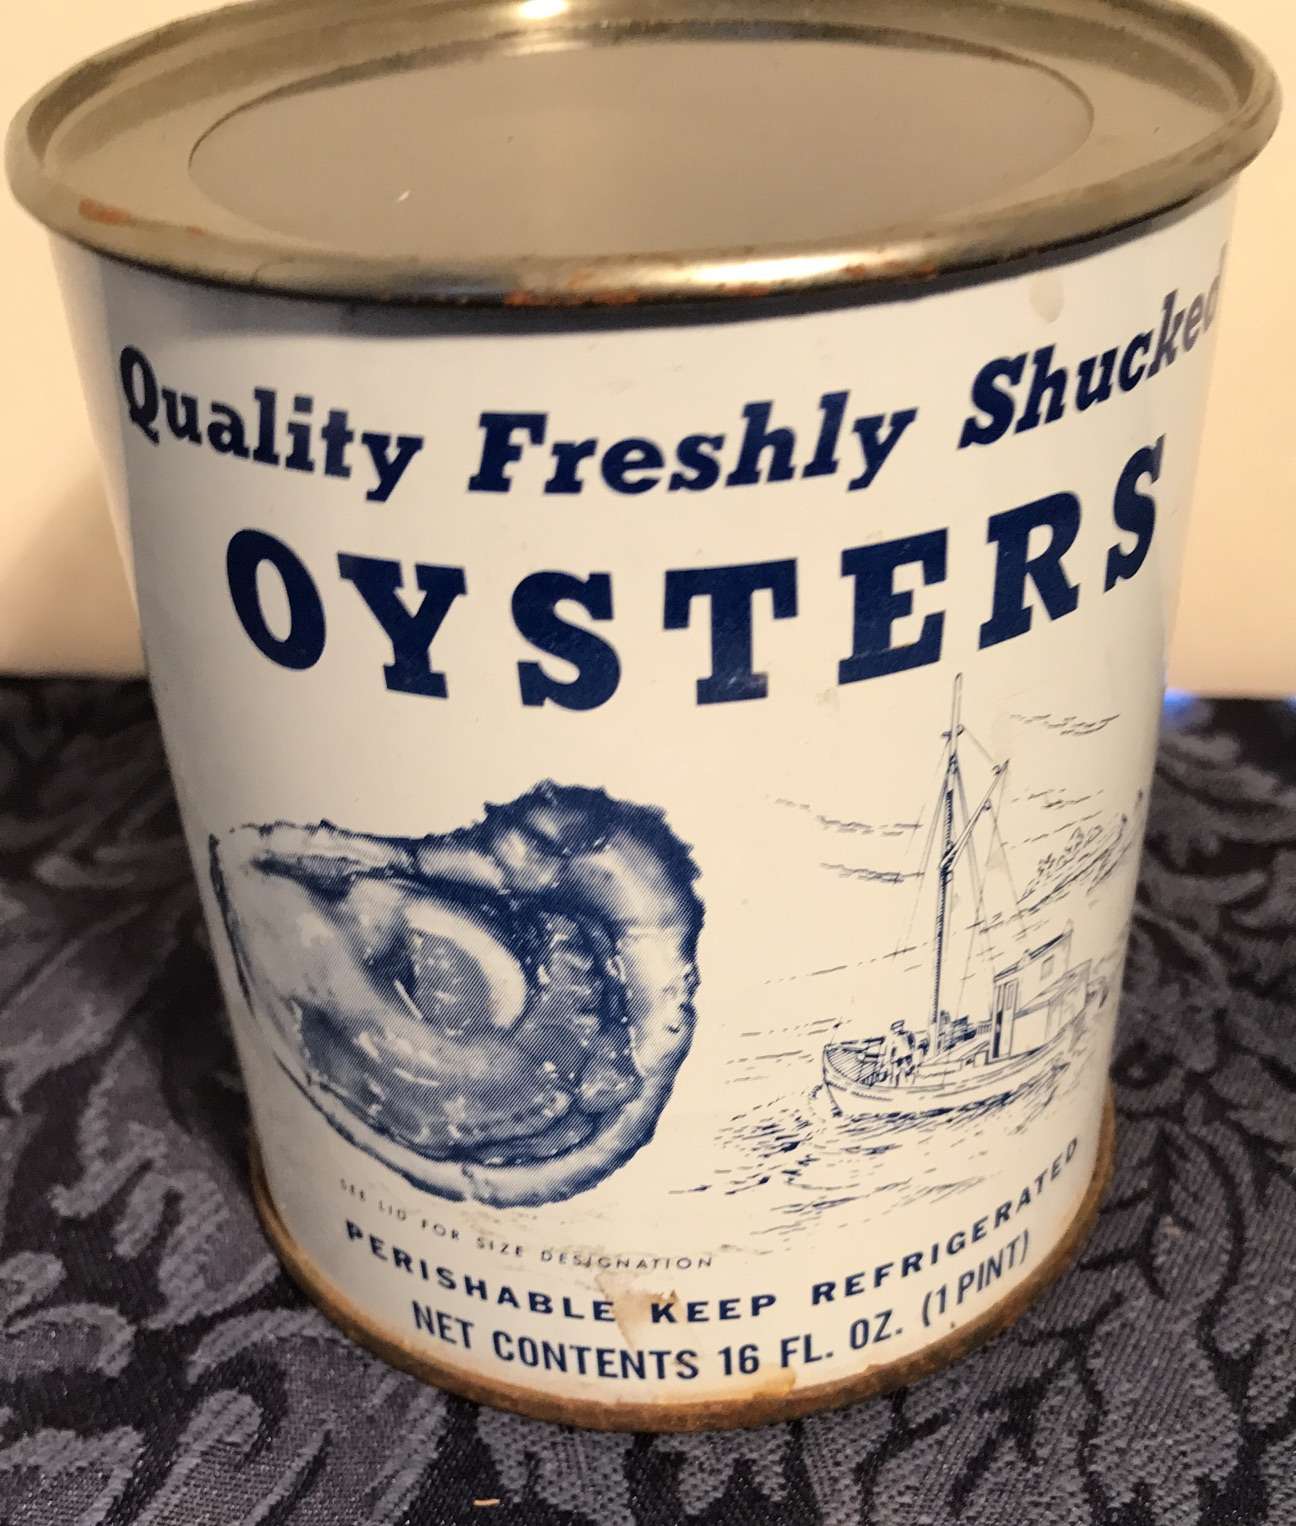 Quality Freshly Shucked
OYSTERS
SEE LID FOR SIZE DESIGNATION
PERISHABLE KEEP REFRIGERATED
NET CONTENTS 16 FL. OZ. (1 PINT)